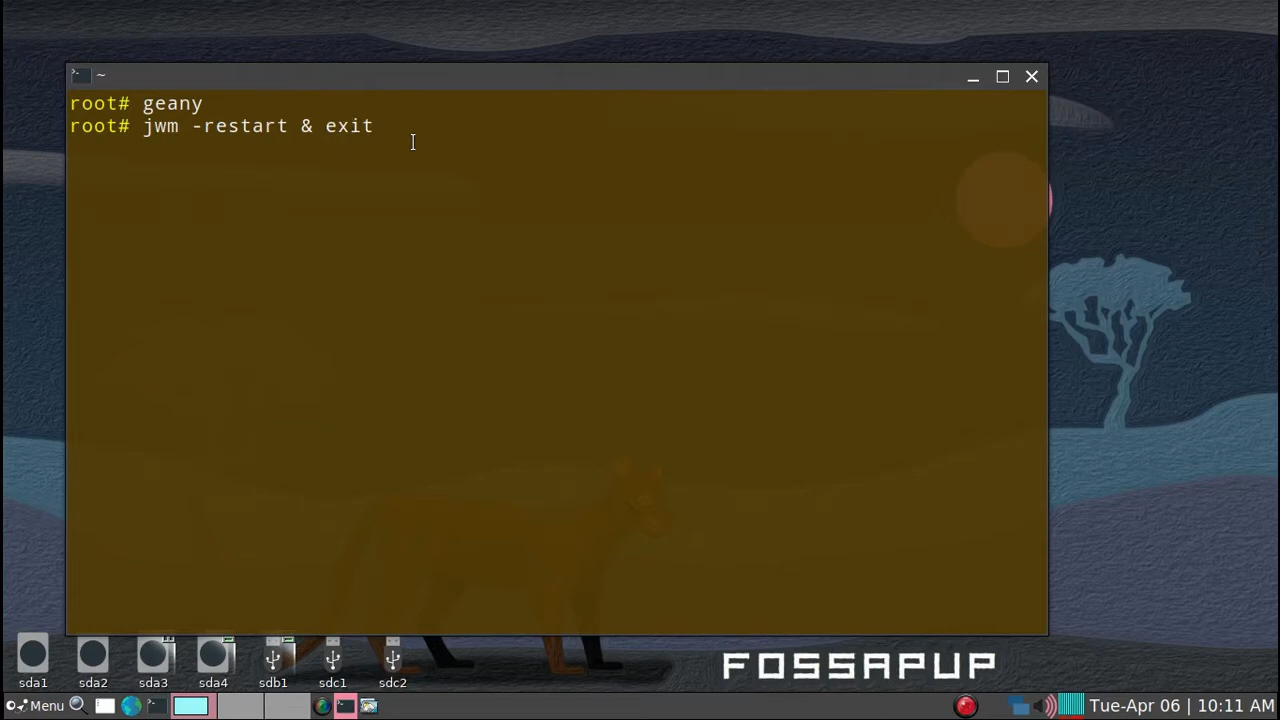 ~
root# geany
root# jwm -restart & exit
FOSSAPUP
sda1 sda2 sda3 sda4 sdb1 sdc1 sdc2
Menu Tue-Apr 06 | 10:11 AM